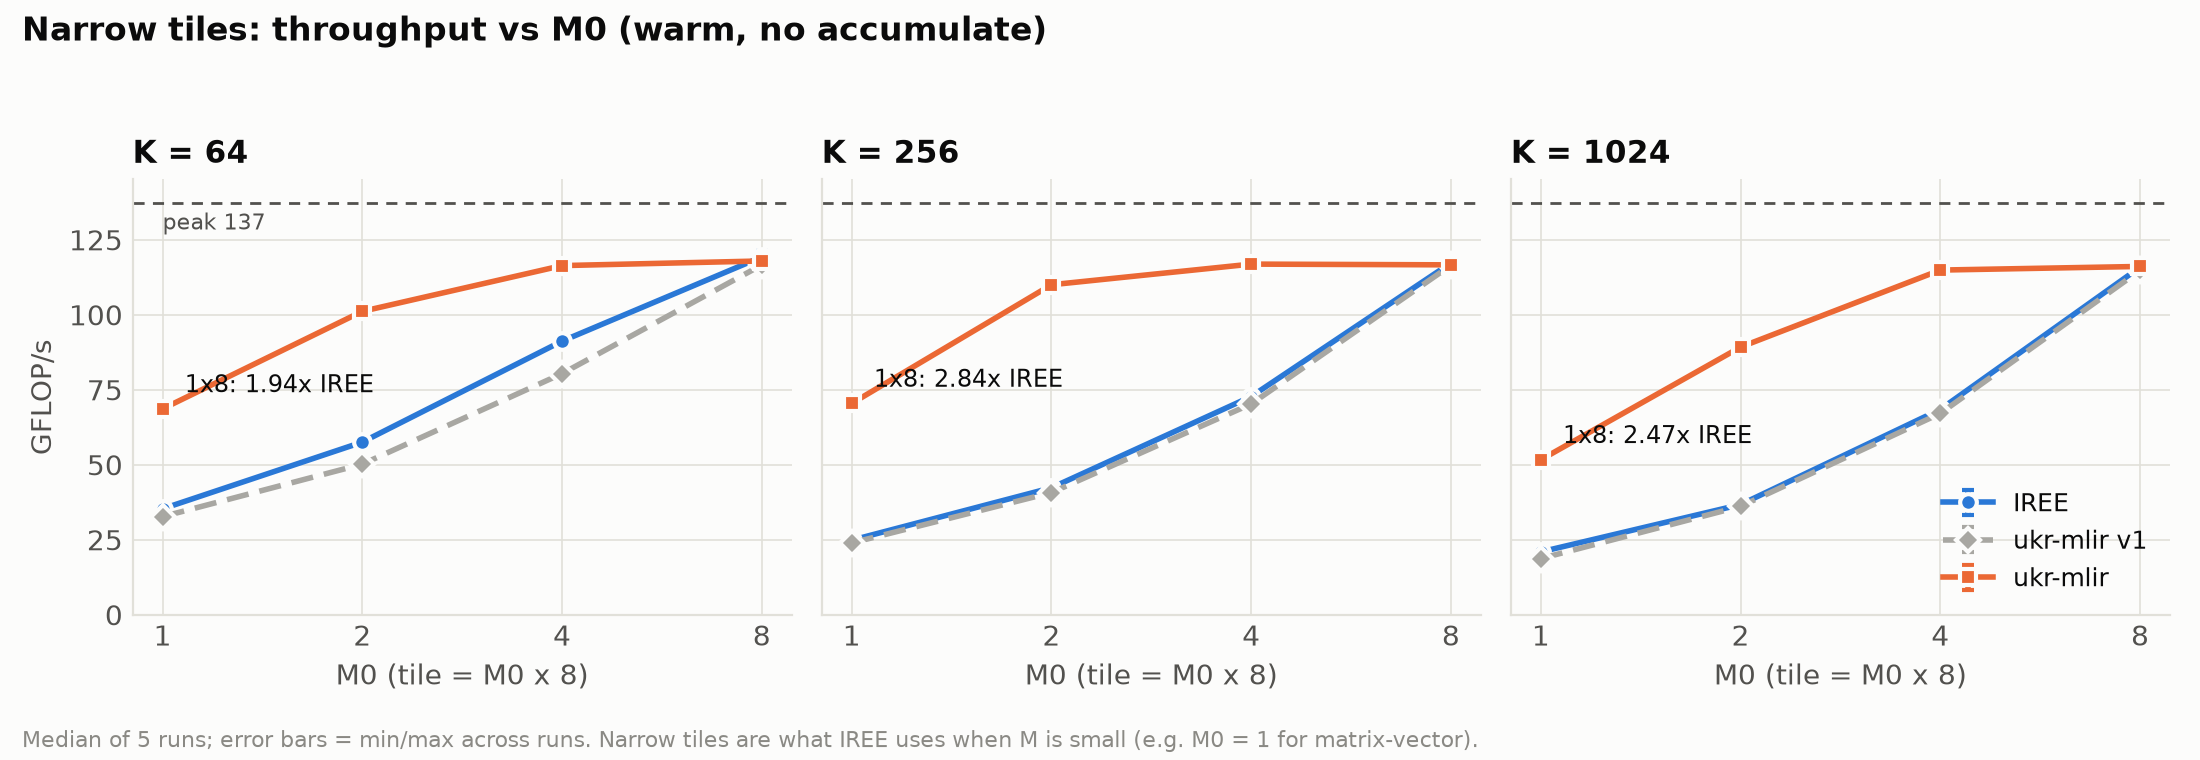 Narrow tiles: throughput vs M0 (warm, no accumulate)
K = 64
K = 256
K = 1024
peak 137
125
100
75
50
25
0
GFLOP/s
1x8: 1.94x IREE
1x8: 2.84x IREE
1x8: 2.47x IREE
IREE
ukr-mlir v1
ukr-mlir
1 2 4 8
1 2 4 8
1 2 4 8
M0 (tile = M0 x 8)
M0 (tile = M0 x 8)
M0 (tile = M0 x 8)
Median of 5 runs; error bars = min/max across runs. Narrow tiles are what IREE uses when M is small (e.g. M0 = 1 for matrix-vector).